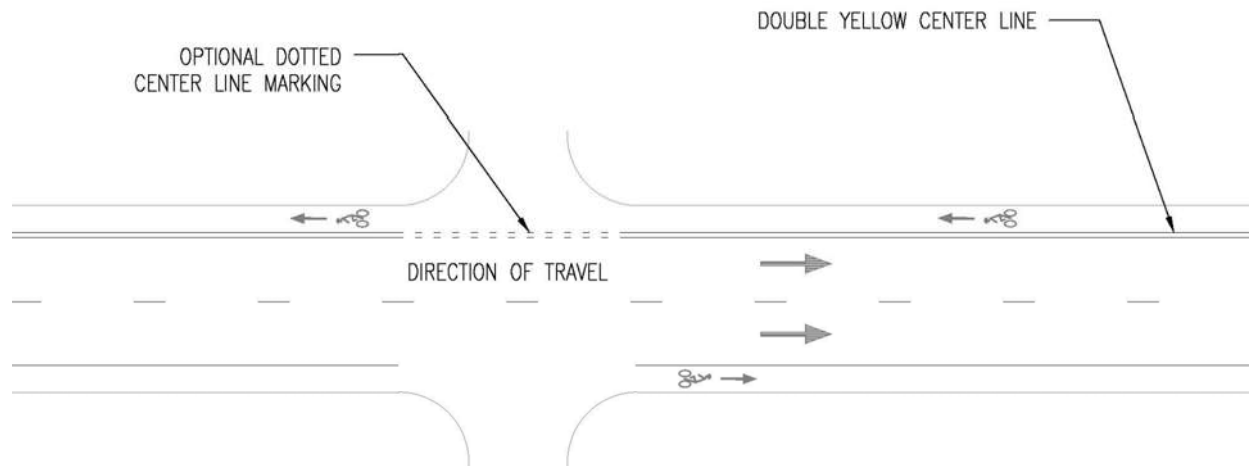 DOUBLE YELLOW CENTER LINE
OPTIONAL DOTTED
CENTER LINE MARKING
DIRECTION OF TRAVEL